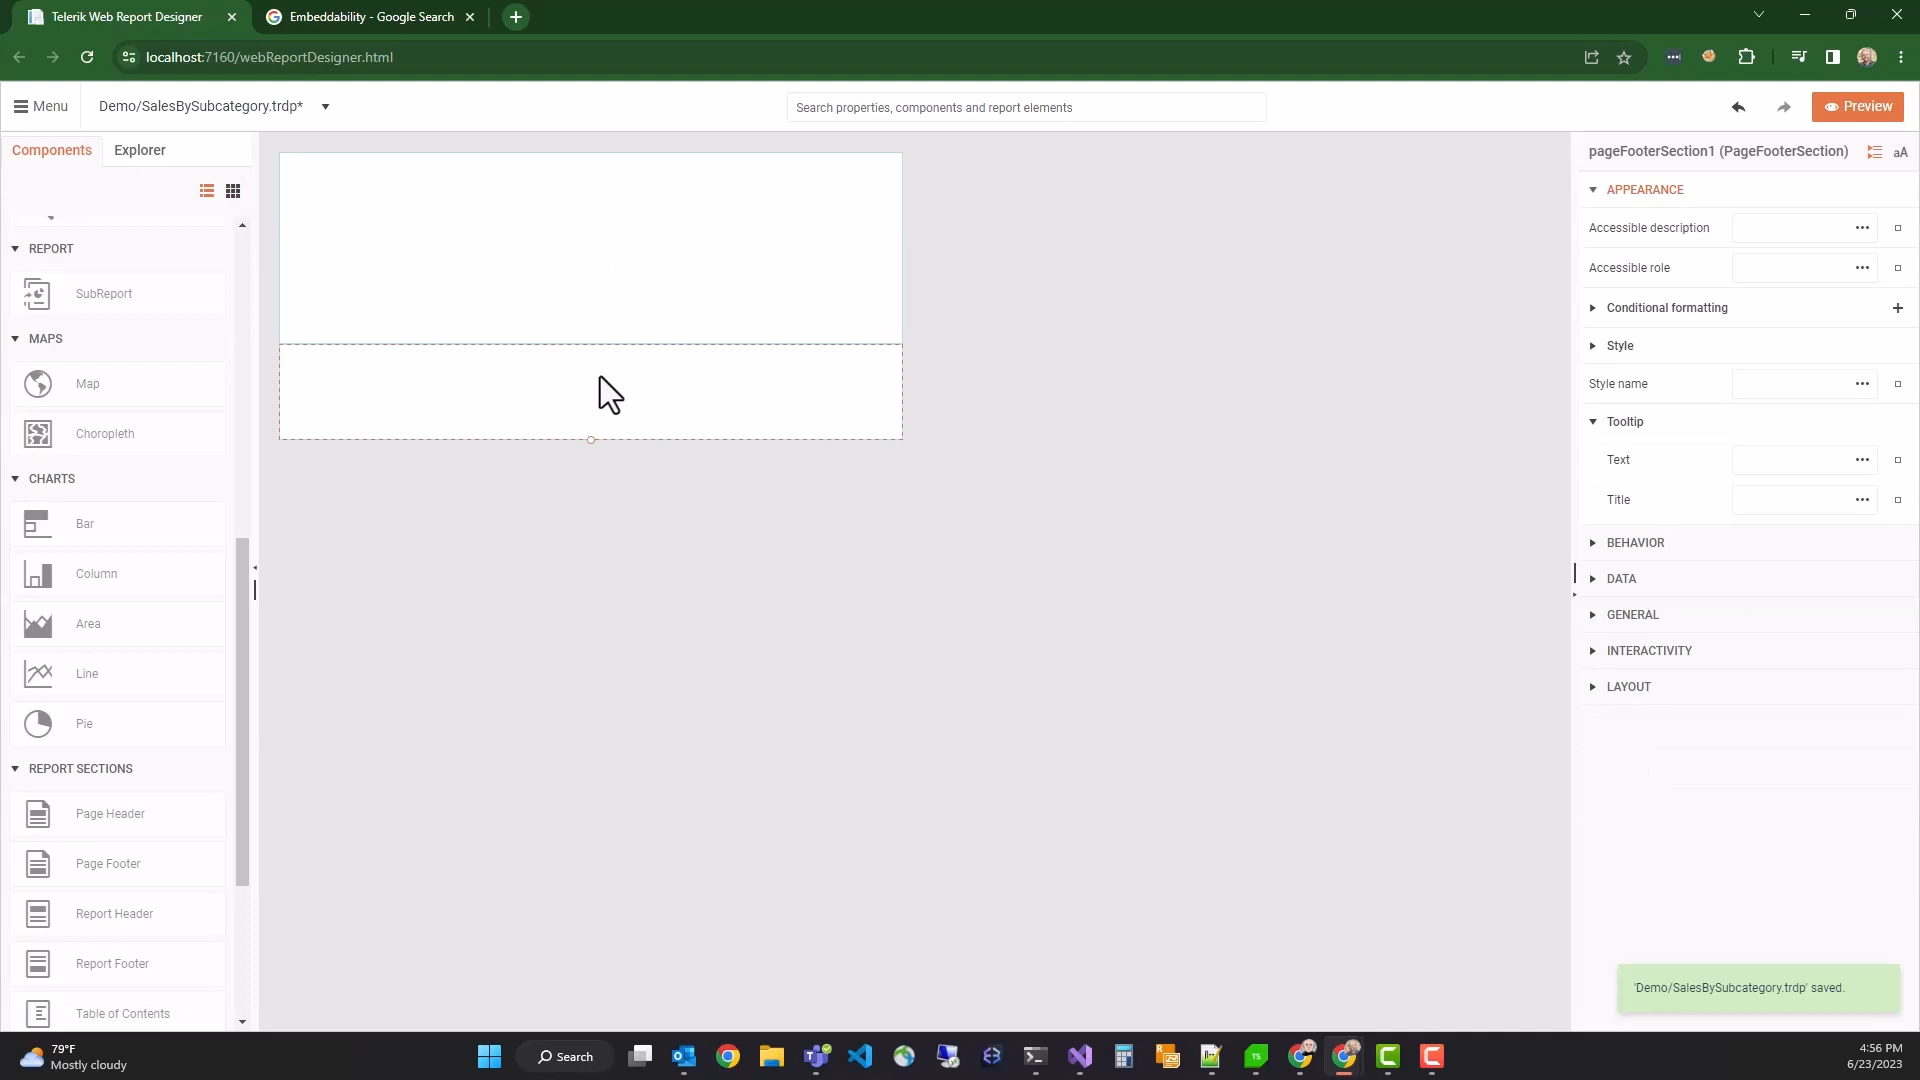 Telerik Web Report Designer
Embeddability - Google Search
localhost:7160/webReportDesigner.html
Menu
Demo/SalesBySubcategory.trdp*
Search properties, components and report elements
Preview
Components
Explorer
pageFooterSection1 (PageFooterSection)
aA
REPORT
SubReport
MAPS
Map
Choropleth
CHARTS
Bar
Column
Area
Line
Pie
REPORT SECTIONS
Page Header
Page Footer
Report Header
Report Footer
Table of Contents
APPEARANCE
Accessible description
Accessible role
Conditional formatting
Style
Style name
Tooltip
Text
Title
BEHAVIOR
DATA
GENERAL
INTERACTIVITY
LAYOUT
'Demo/SalesBySubcategory.trdp' saved.
79°F
Mostly cloudy
Search
4:56 PM
6/23/2023